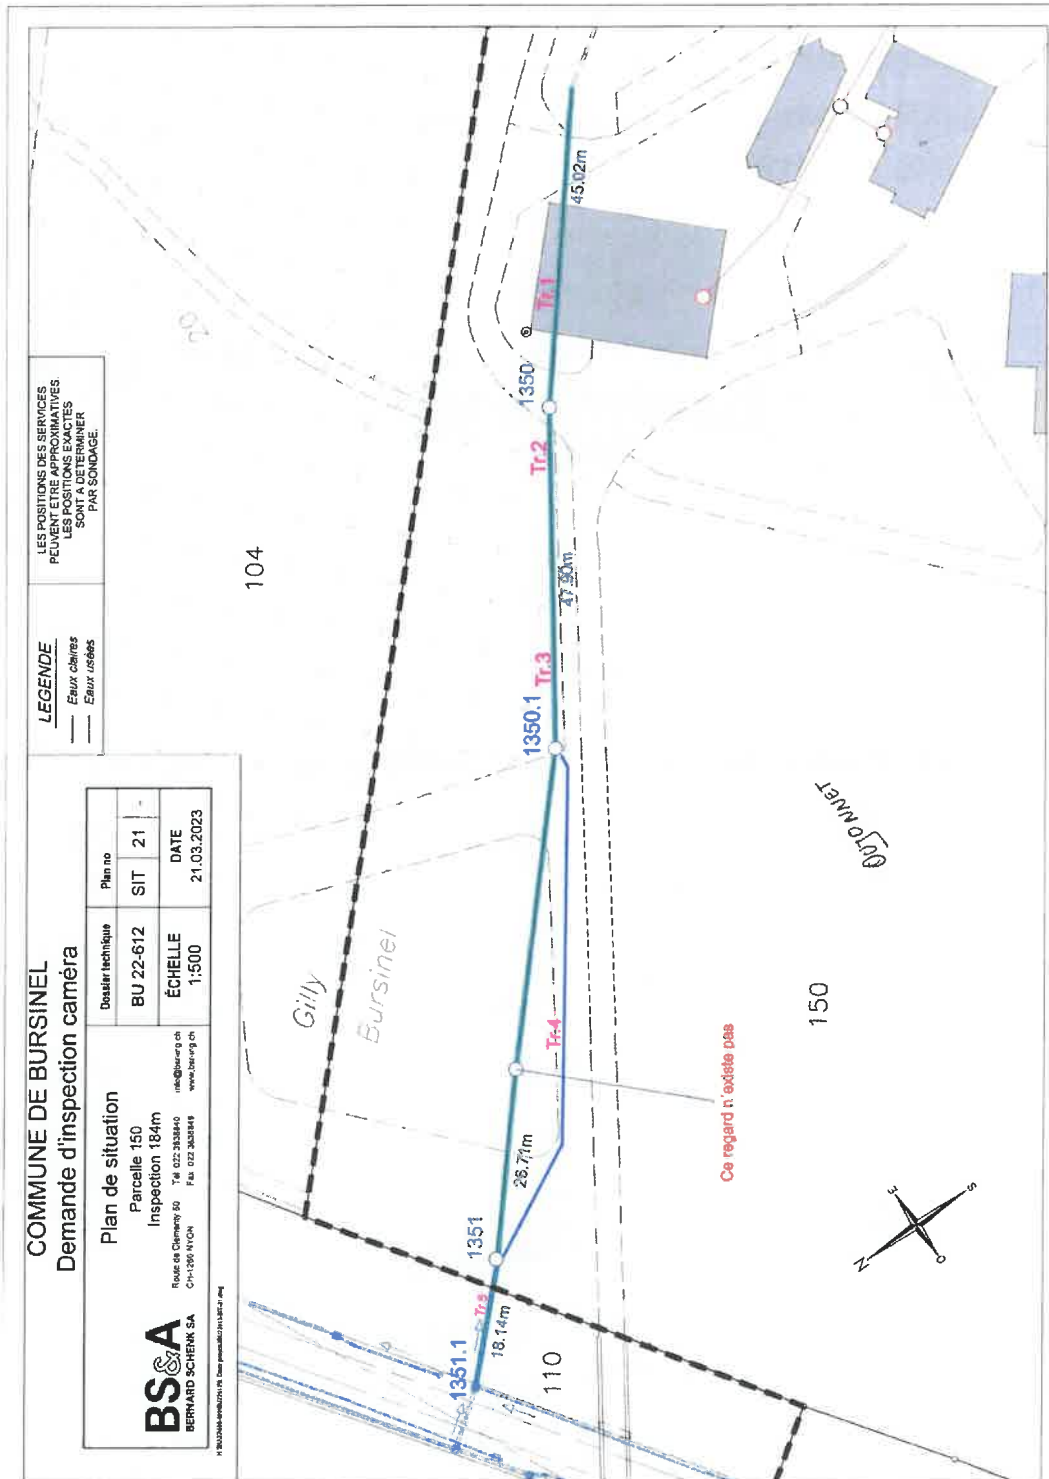 COMMUNE DE BURSINEL
Demande d'inspection caméra
Plan de situation
Parcelle 150
Inspection 184m
Dossier technique
BU 22-612
Plan no
SIT 21 -
ÉCHELLE
1:500
DATE
21.03.2023
BS&A
BERNARD SCHENK SA
Route de Clementy 60
CH-1260 NYON
Tél 022 3638840
Fax 022 3638849
info@bsa-ing.ch
www.bsa-ing.ch
LEGENDE
Eaux claires
Eaux usées
LES POSITIONS DES SERVICES
PEUVENT ETRE APPROXIMATIVES.
LES POSITIONS EXACTES
SONT A DETERMINER
PAR SONDAGE.
20
104
Gilly
Bursinel
45.02m
Tr.1
1350
Tr.2
47.90m
Tr.3
1350.1
Tr.4
26.71m
1351
Tr.5
18.14m
1351.1
110
Ce regard n'existe pas
150
OUJONNET
N
E
S
O